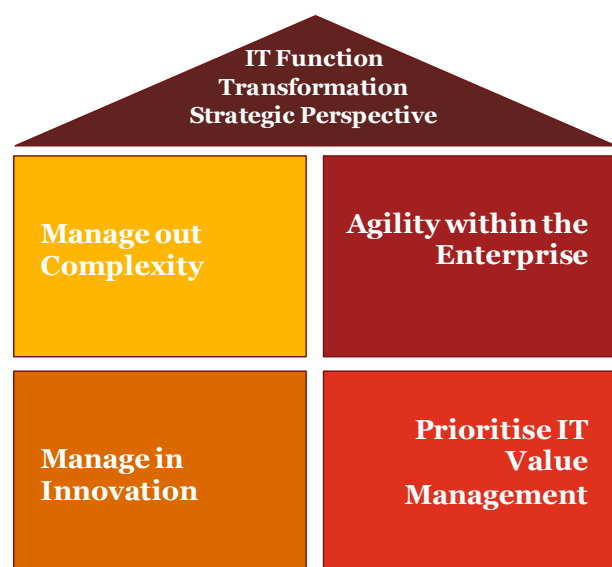 IT Function
Transformation
Strategic Perspective
Manage out
Complexity
Agility within the
Enterprise
Manage in
Innovation
Prioritise IT
Value
Management